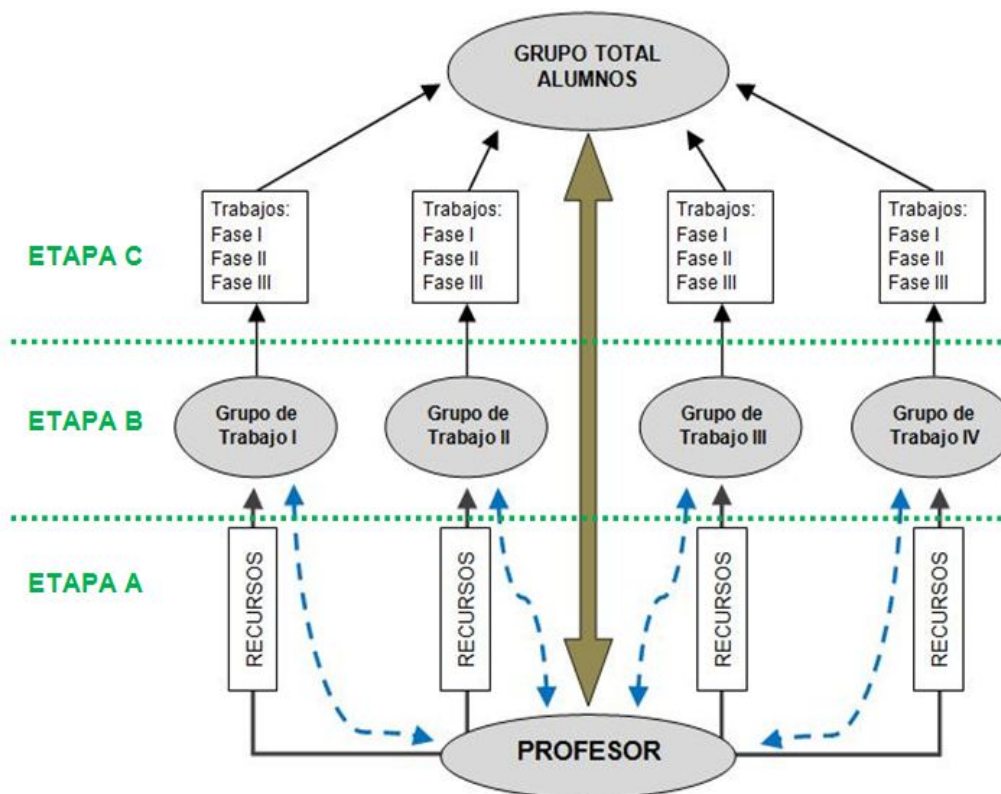 GRUPO TOTAL
ALUMNOS
ETAPA C
Trabajos:
Fase I
Fase II
Fase III
Trabajos:
Fase I
Fase II
Fase III
Trabajos:
Fase I
Fase II
Fase III
Trabajos:
Fase I
Fase II
Fase III
ETAPA B
Grupo de
Trabajo I
Grupo de
Trabajo II
Grupo de
Trabajo III
Grupo de
Trabajo IV
ETAPA A
RECURSOS
RECURSOS
RECURSOS
RECURSOS
PROFESOR